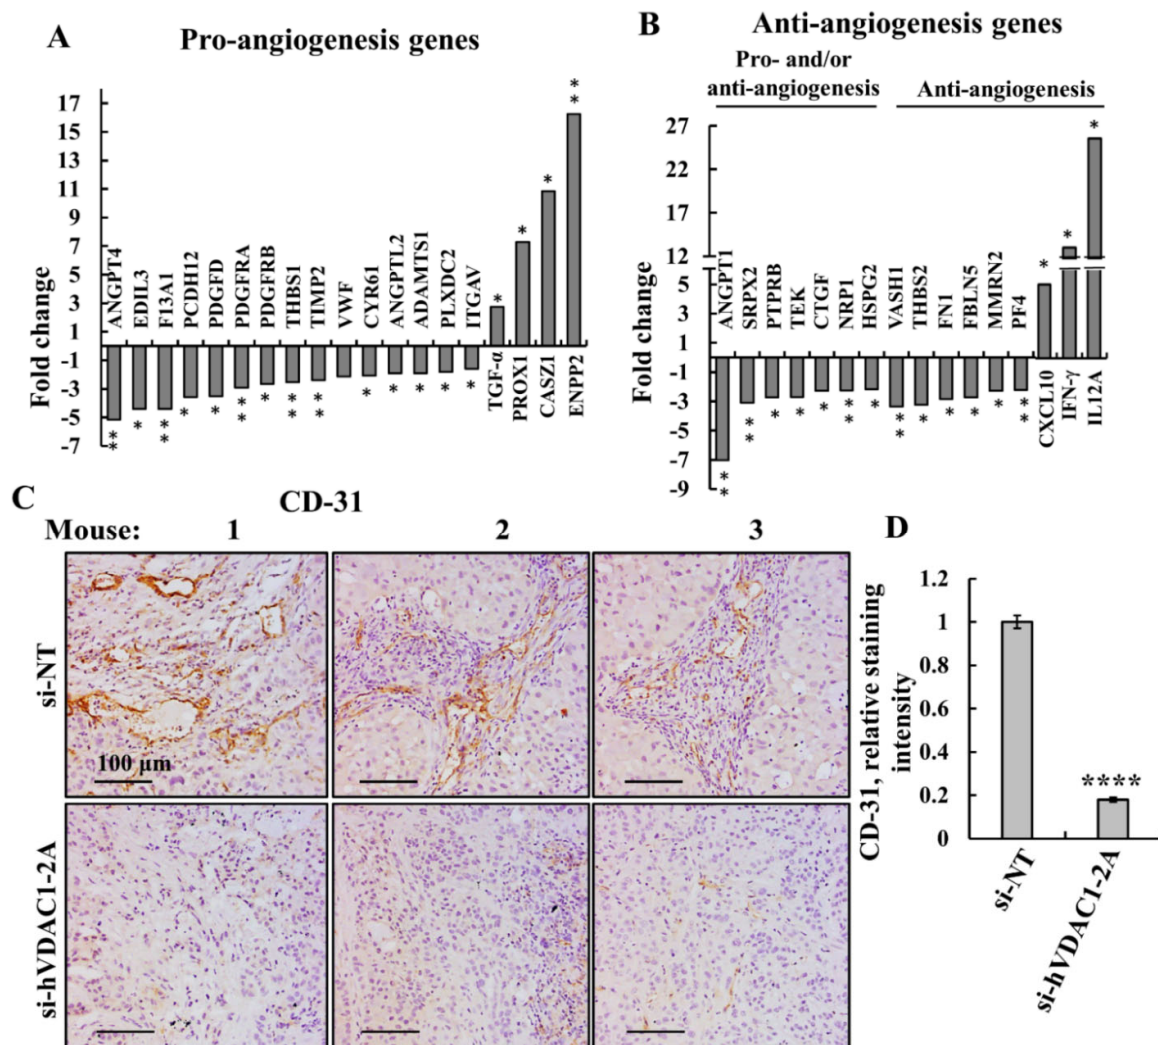 A
Pro-angiogenesis genes
Fold change
17
15
13
11
9
7
5
3
1
-1
-3
-5
-7
ANGPT4
EDIL3
F13A1
PCDH12
PDGFD
PDGFRA
PDGFRB
THBS1
TIMP2
VWF
CYR61
ANGPTL2
ADAMTS1
PLXDC2
ITGAV
TGF-α
PROX1
CASZ1
ENPP2
**
*
**
*
*
**
*
**
**
*
*
*
*
*
*
*
*
**
B
Anti-angiogenesis genes
Pro- and/or
anti-angiogenesis
Anti-angiogenesis
Fold change
27
22
17
12
5
3
1
-1
-3
-5
-7
-9
ANGPT1
SRPX2
PTPRB
TEK
CTGF
NRP1
HSPG2
VASH1
THBS2
FN1
FBLN5
MMRN2
PF4
CXCL10
IFN-γ
IL12A
**
**
*
*
*
**
*
**
**
*
*
*
**
*
*
*
C
CD-31
Mouse: 1 2 3
si-NT
100 μm
si-hVDAC1-2A
D
CD-31, relative staining
intensity
1.2
1
0.8
0.6
0.4
0.2
0
****
si-NT
si-hVDAC1-2A